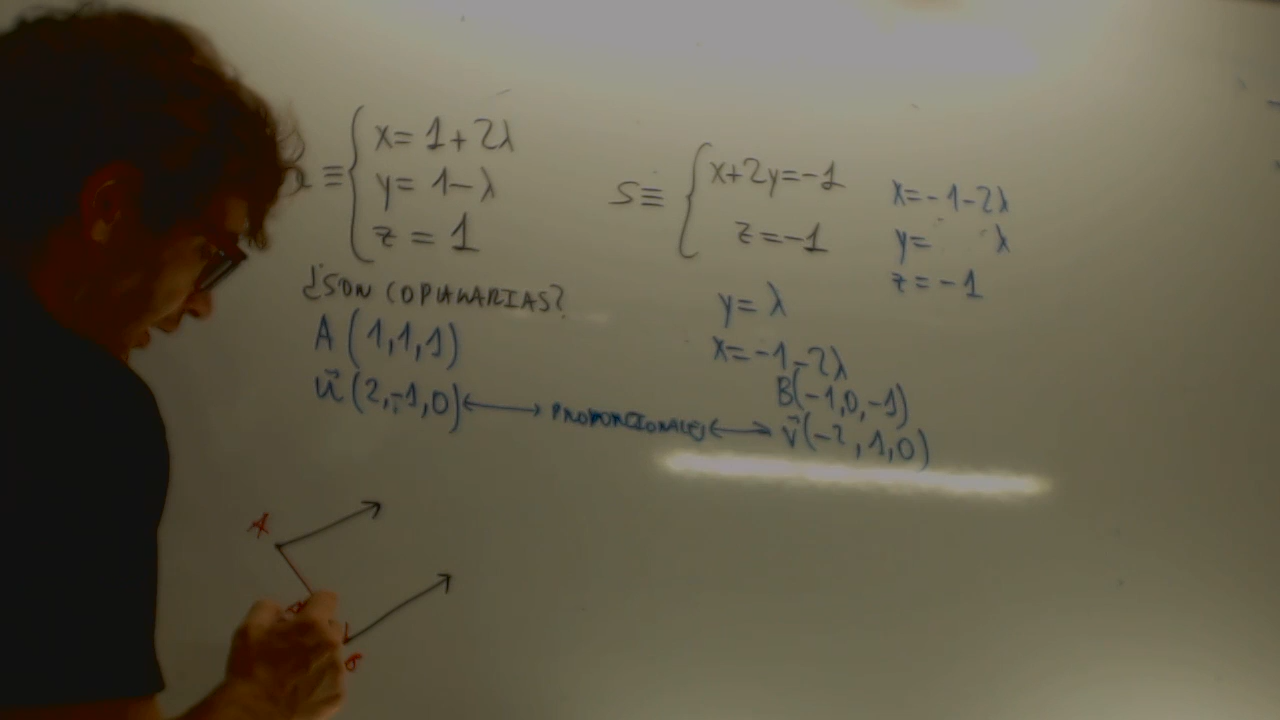 ≡ { x = 1 + 2λ
y = 1 - λ
z = 1
S ≡ { x + 2y = -1
z = -1
x = -1 - 2λ
y = λ
z = -1
¿SON COPLANARIAS?
A (1, 1, 1)
u⃗ (2, -1, 0) ↔ PROPORCIONALES ↔ v⃗ (-2, 1, 0)
y = λ
x = -1 - 2λ
B(-1, 0, -1)
A